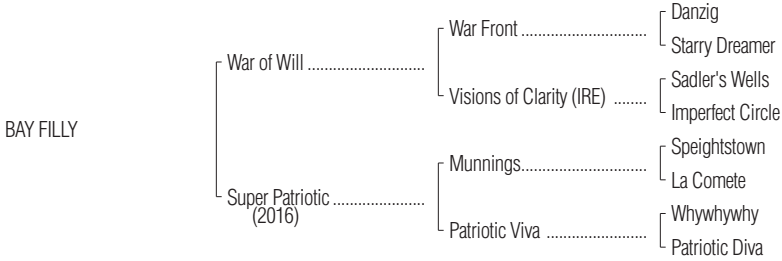 Danzig
War Front ..............................
Starry Dreamer
War of Will ............................
Sadler's Wells
Visions of Clarity (IRE) ........
Imperfect Circle
BAY FILLY
Speightstown
Munnings..............................
La Comete
Super Patriotic ......................
(2016)
Whywhywhy
Patriotic Viva ........................
Patriotic Diva